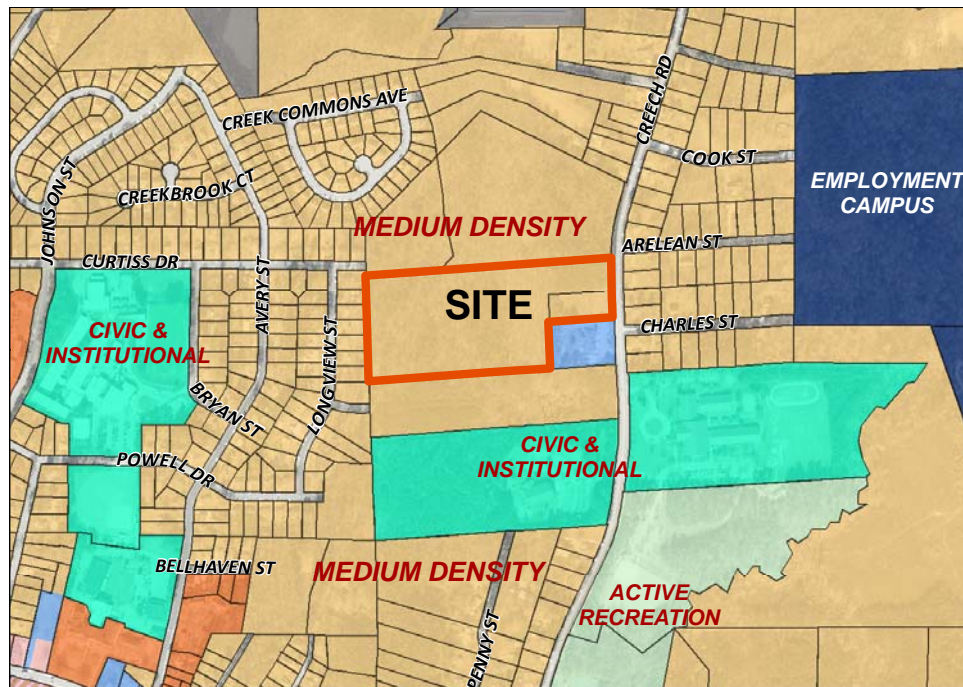 CREECH RD
CREEK COMMONS AVE
COOK ST
JOHNSON ST
CREEKBROOK CT
EMPLOYMENT
CAMPUS
MEDIUM DENSITY
ARELEAN ST
CURTISS DR
AVERY ST
SITE
LONGVIEW ST
CHARLES ST
CIVIC &
INSTITUTIONAL
BRYAN ST
POWELL DR
CIVIC &
INSTITUTIONAL
BELLHAVEN ST
MEDIUM DENSITY
PENNY ST
ACTIVE
RECREATION